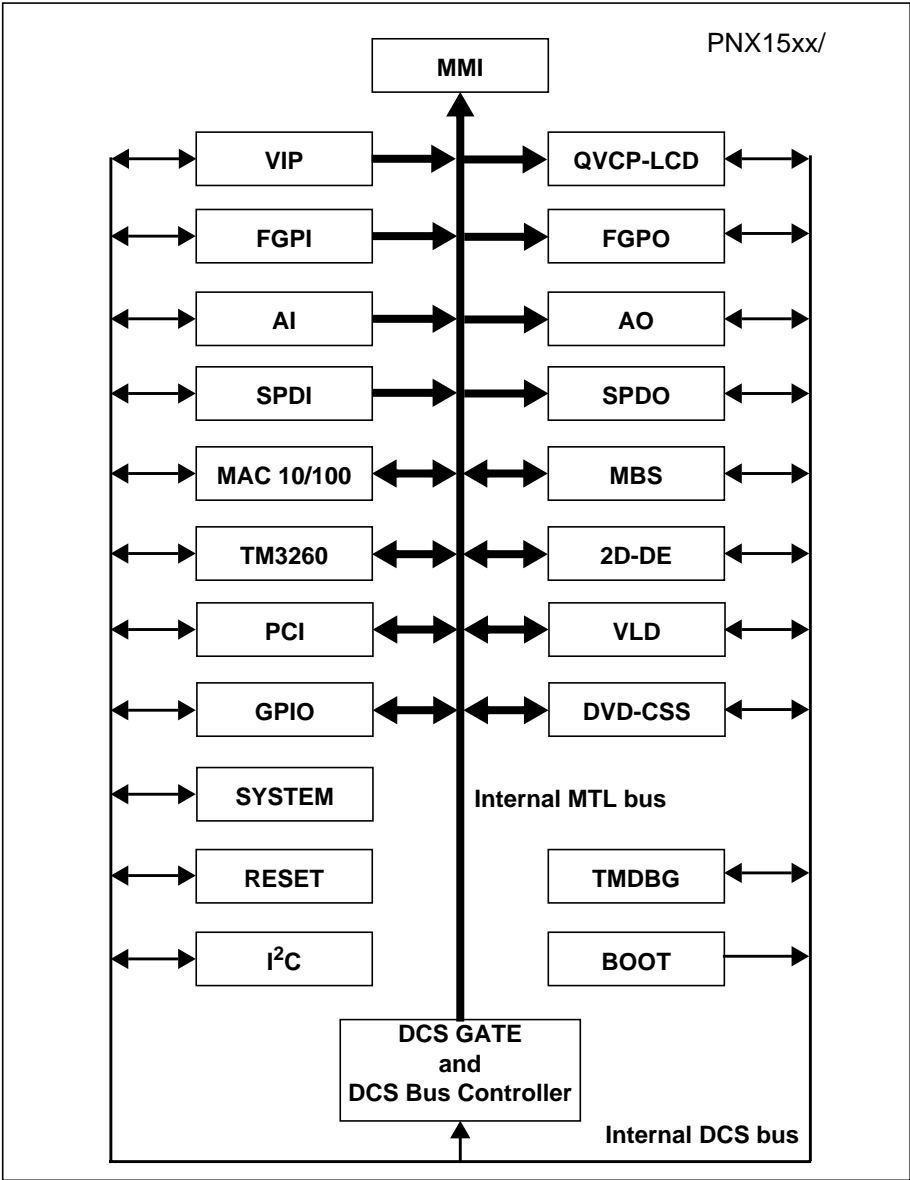 PNX15xx/
MMI
VIP
QVCP-LCD
FGPI
FGPO
AI
AO
SPDI
SPDO
MAC 10/100
MBS
TM3260
2D-DE
PCI
VLD
GPIO
DVD-CSS
SYSTEM
Internal MTL bus
RESET
TMDBG
I²C
BOOT
DCS GATE
and
DCS Bus Controller
Internal DCS bus